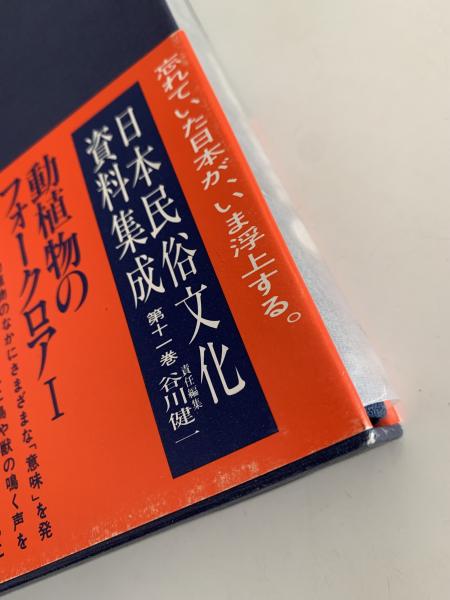 忘れていた日本が、いま浮上する。
日本民俗文化
資料集成
第十一巻
責任編集
谷川健一
動植物の
フォークロアⅠ
のなかにさまざまな「意味」を発
鳥や獣の鳴く声を